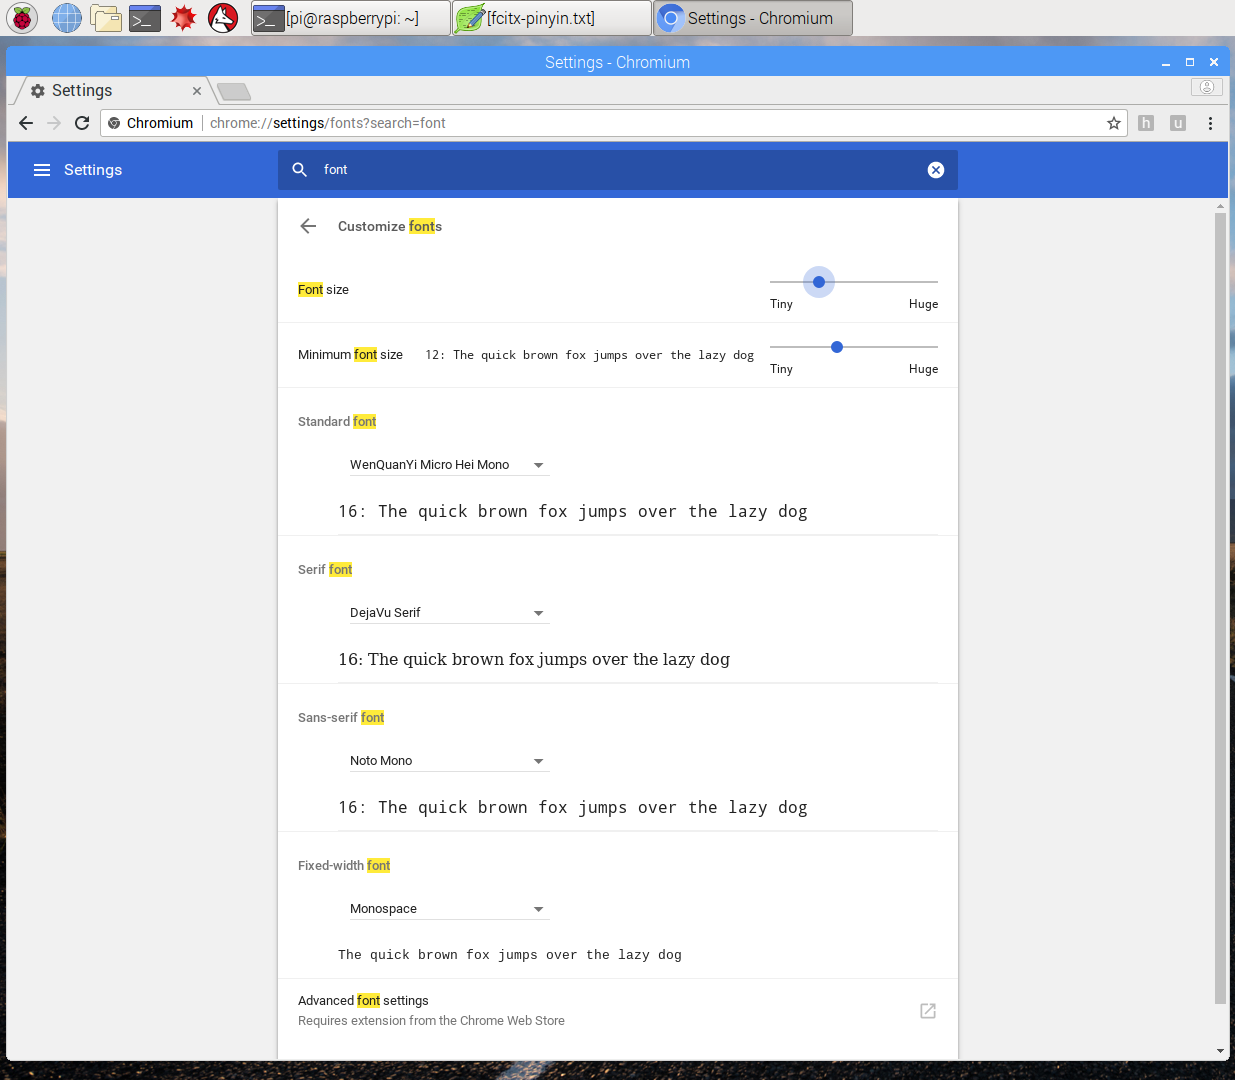 [pi@raspberrypi: ~]
[fcitx-pinyin.txt]
Settings - Chromium
Settings - Chromium
Settings
Chromium
chrome://settings/fonts?search=font
h
u
Settings
font
Customize fonts
Font size
Tiny
Huge
Minimum font size
12: The quick brown fox jumps over the lazy dog
Tiny
Huge
Standard font
WenQuanYi Micro Hei Mono
16: The quick brown fox jumps over the lazy dog
Serif font
DejaVu Serif
16: The quick brown fox jumps over the lazy dog
Sans-serif font
Noto Mono
16: The quick brown fox jumps over the lazy dog
Fixed-width font
Monospace
The quick brown fox jumps over the lazy dog
Advanced font settings
Requires extension from the Chrome Web Store